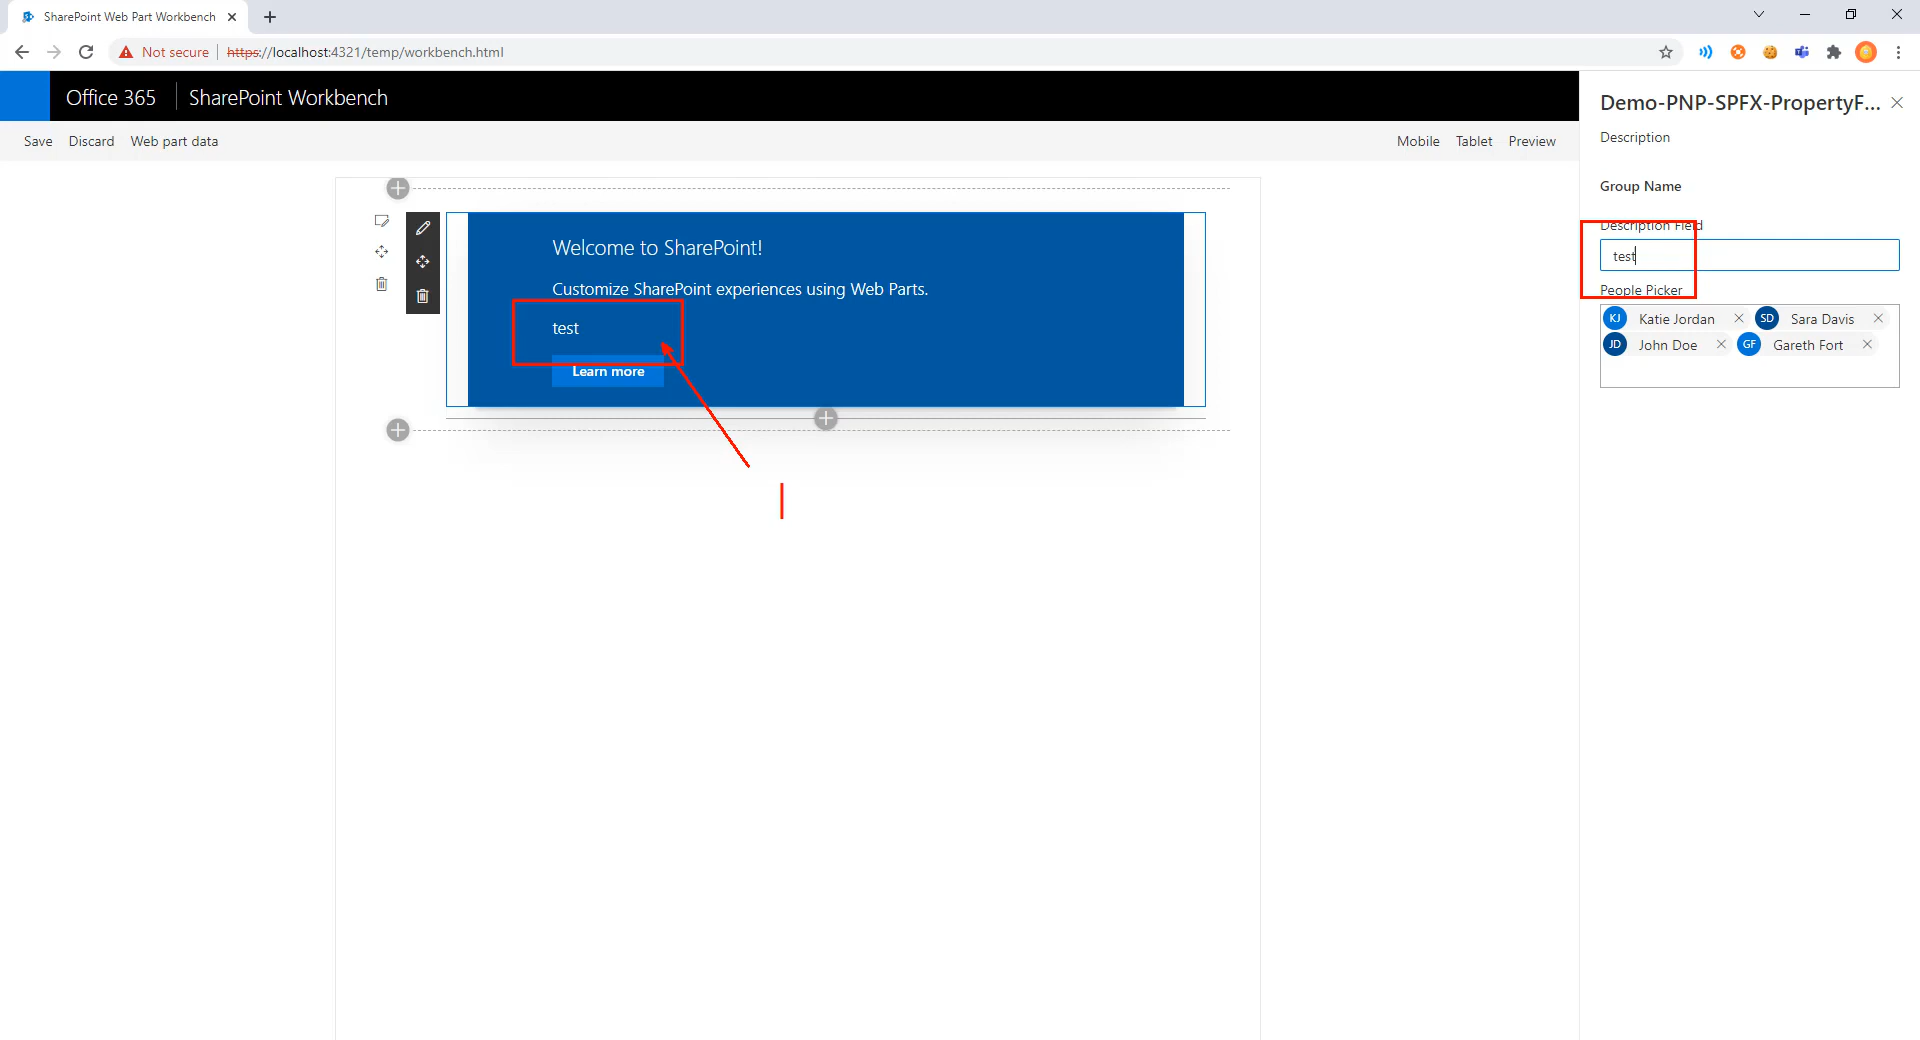 SharePoint Web Part Workbench
Not secure
https://localhost:4321/temp/workbench.html
Office 365
SharePoint Workbench
Save Discard Web part data
Mobile Tablet Preview
Welcome to SharePoint!
Customize SharePoint experiences using Web Parts.
test
Learn more
Demo-PNP-SPFX-PropertyF...
Description
Group Name
Description Field
test
People Picker
KJ Katie Jordan SD Sara Davis
JD John Doe GF Gareth Fort